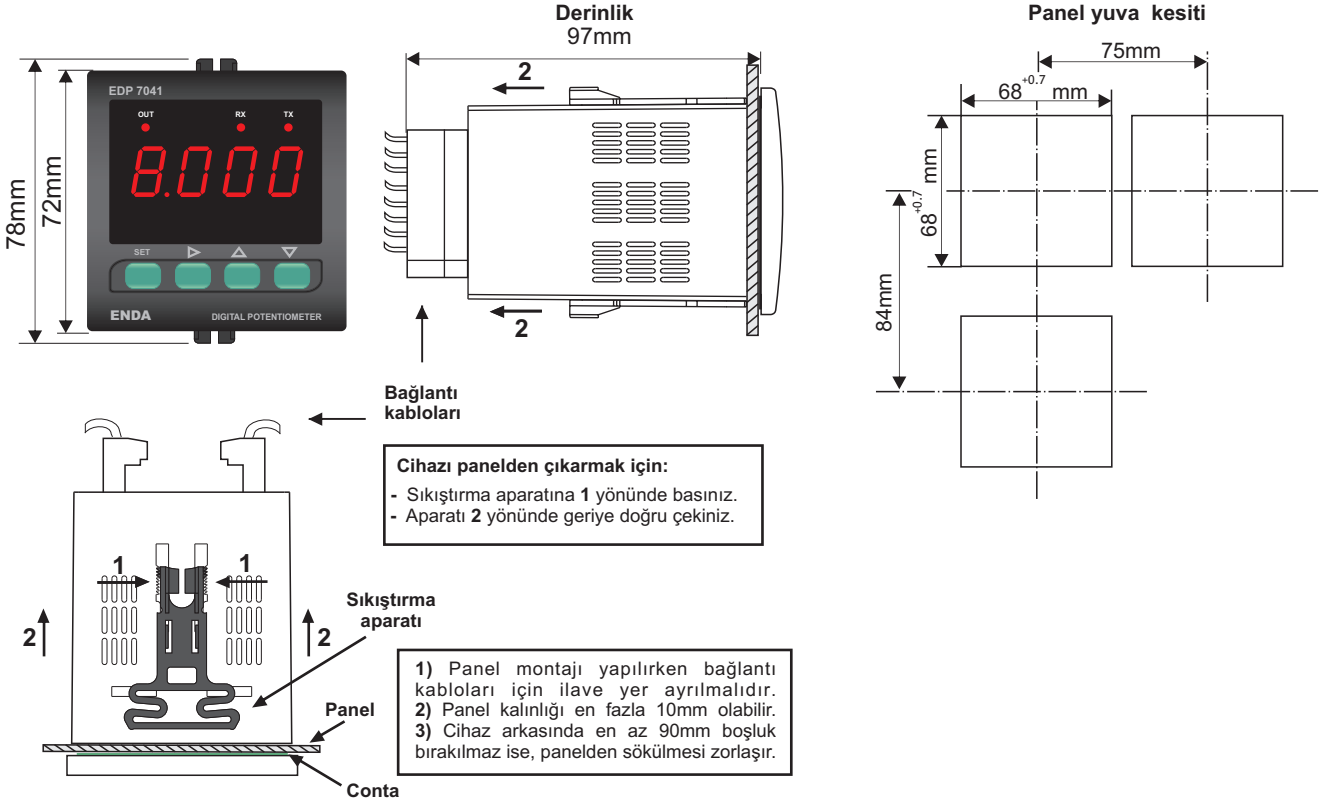 Derinlik
97mm
2
2
78mm
72mm
EDP 7041
OUT RX TX
8.000
SET
ENDA DIGITAL POTENTIOMETER
Bağlantı
kabloları
Panel yuva kesiti
75mm
68+0.7 mm
68+0.7 mm
84mm
Cihazı panelden çıkarmak için:
- Sıkıştırma aparatına 1 yönünde basınız.
- Aparatı 2 yönünde geriye doğru çekiniz.
1 1
2 2
Sıkıştırma
aparatı
Panel
Conta
1) Panel montajı yapılırken bağlantı
kabloları için ilave yer ayrılmalıdır.
2) Panel kalınlığı en fazla 10mm olabilir.
3) Cihaz arkasında en az 90mm boşluk
bırakılmaz ise, panelden sökülmesi zorlaşır.